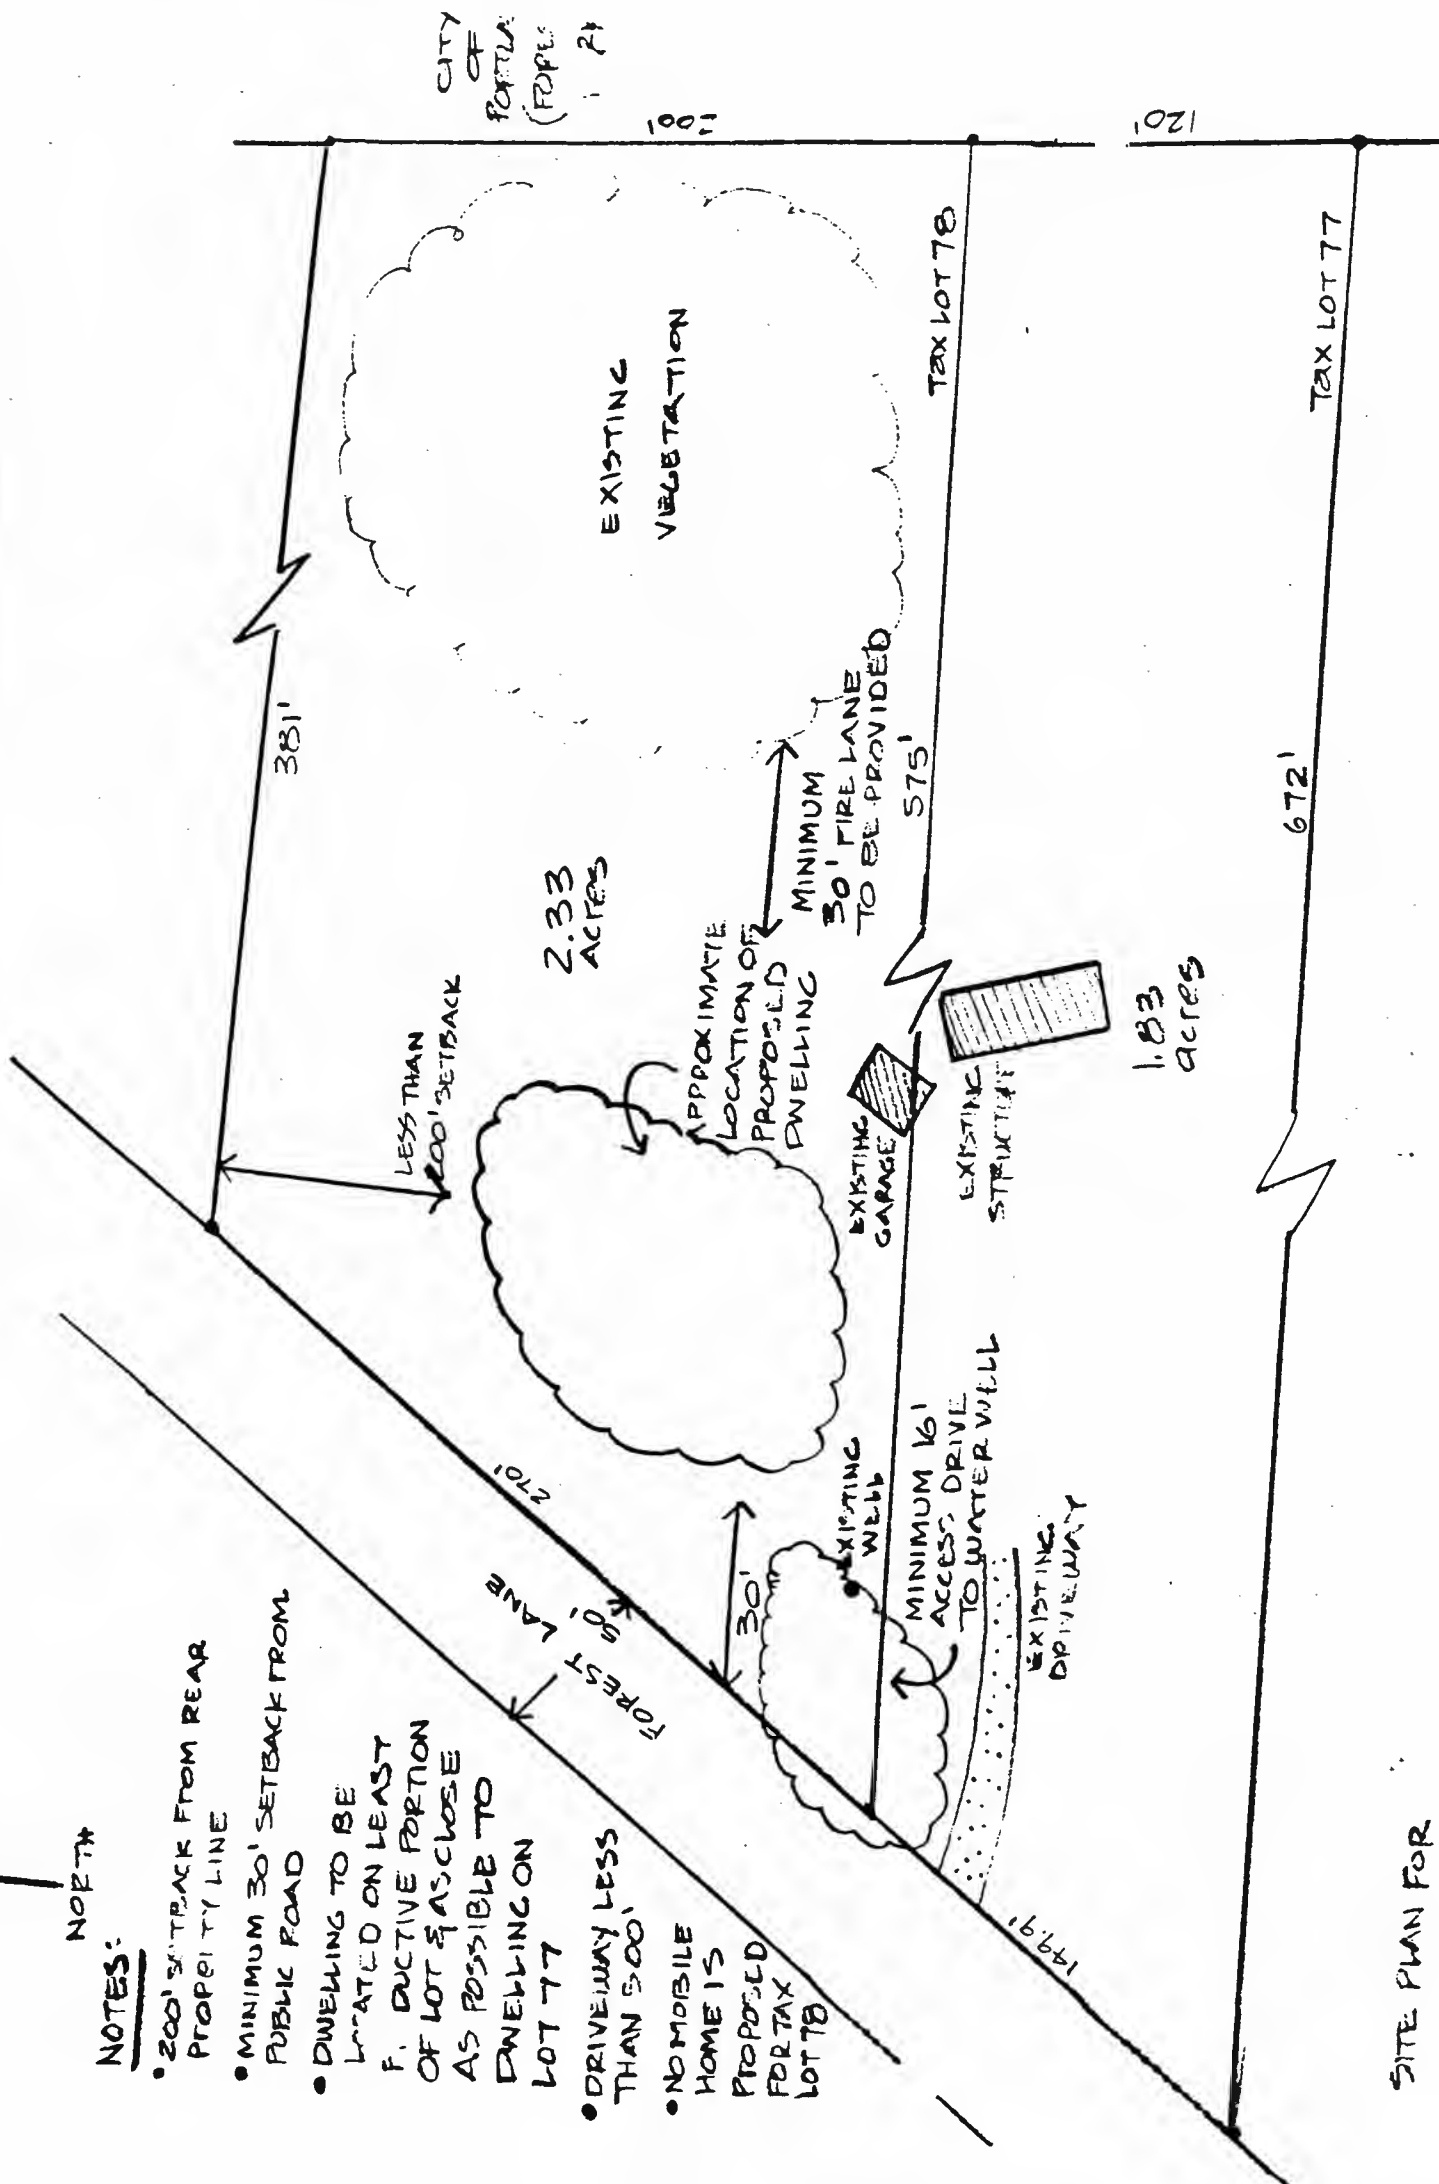 NORTH
NOTES:
• 200' SETBACK FROM REAR
PROPERTY LINE
• MINIMUM 30' SETBACK FROM
PUBLIC ROAD
• DWELLING TO BE
LOCATED ON LEAST
DUCTIVE PORTION
OF LOT & AS CLOSE
AS POSSIBLE TO
DWELLING ON
LOT 77
• DRIVEWAY LESS
THAN 500'
• NO MOBILE
HOME IS
PROPOSED
FOR TAX
LOT 78
FOREST LANE
270'
30'
149.9'
381'
LESS THAN
200' SETBACK
2.33
Acres
APPROXIMATE
LOCATION OF
PROPOSED
DWELLING
MINIMUM
30' FIRE LANE
TO BE PROVIDED
EXISTING
VEGETATION
CITY
OF
200'
120'
EXISTING
WELL
EXISTING
GARAGE
575'
TAX LOT 78
MINIMUM 16'
ACCESS DRIVE
TO WATER WELL
EXISTING
DRIVEWAY
EXISTING
STRUCTURE
1.83
acres
672'
TAX LOT 77
SITE PLAN FOR